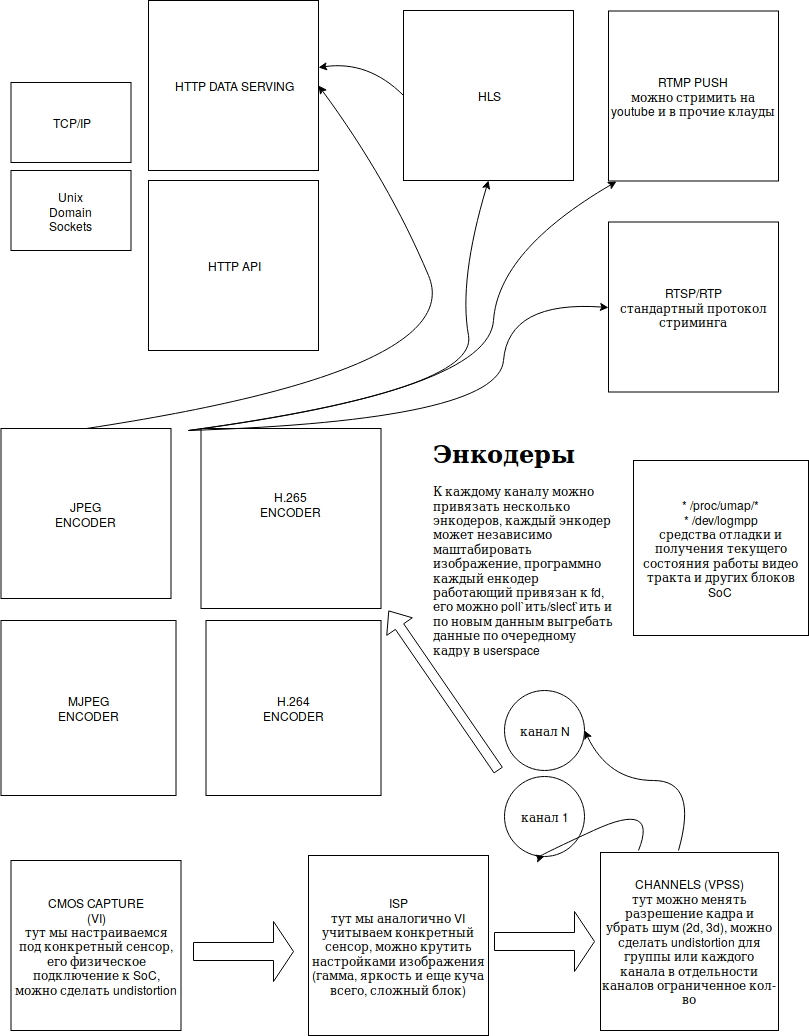 HTTP DATA SERVING
HLS
RTMP PUSH
можно стримить на
youtube и в прочие клауды
TCP/IP
Unix
Domain
Sockets
HTTP API
RTSP/RTP
стандартный протокол
стриминга
JPEG
ENCODER
H.265
ENCODER
Энкодеры
К каждому каналу можно
привязать несколько
энкодеров, каждый энкодер
может независимо
маштабировать
изображение, программно
каждый енкодер
работающий привязан к fd,
его можно poll`ить/slect`ить и
по новым данным выгребать
данные по очередному
кадру в userspace
* /proc/umap/*
* /dev/logmpp
средства отладки и
получения текущего
состояния работы видео
тракта и других блоков
SoC
MJPEG
ENCODER
H.264
ENCODER
канал N
канал 1
CMOS CAPTURE
(VI)
тут мы настраиваемся
под конкретный сенсор,
его физическое
подключение к SoC,
можно сделать undistortion
ISP
тут мы аналогично VI
учитываем конкретный
сенсор, можно крутить
настройками изображения
(гамма, яркость и еще куча
всего, сложный блок)
CHANNELS (VPSS)
тут можно менять
разрешение кадра и
убрать шум (2d, 3d), можно
сделать undistortion для
группы или каждого
канала в отдельности
каналов ограниченное кол-
во